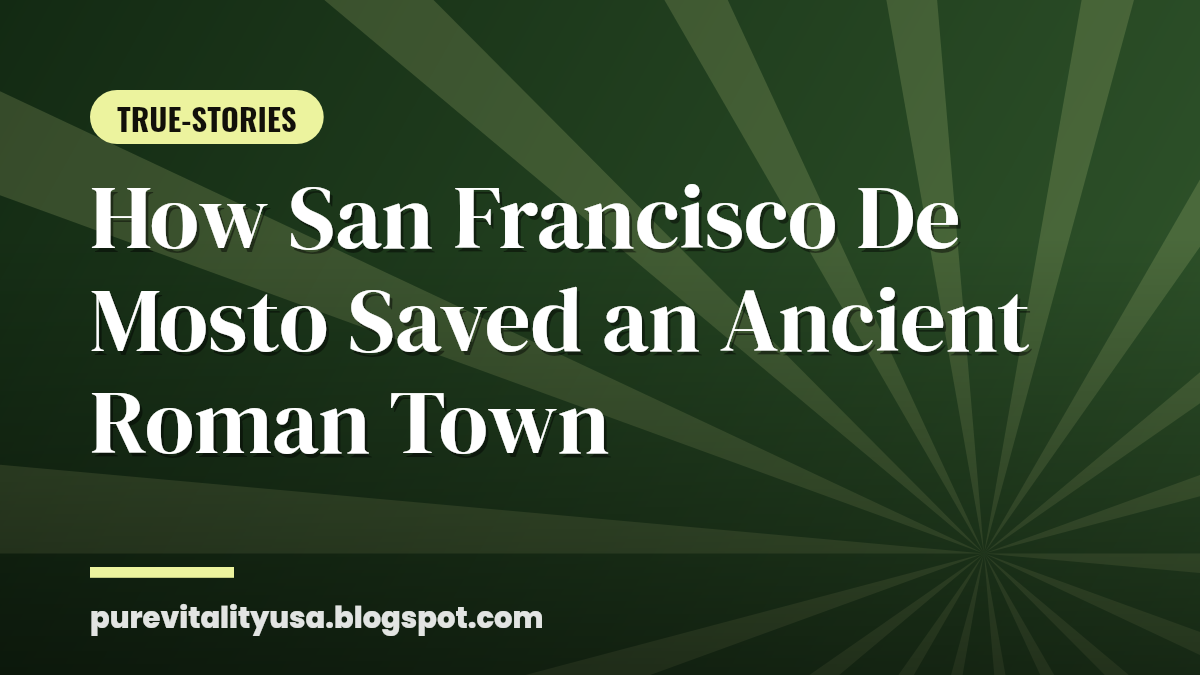 TRUE-STORIES
How San Francisco De
Mosto Saved an Ancient
Roman Town
purevitalityusa.blogspot.com